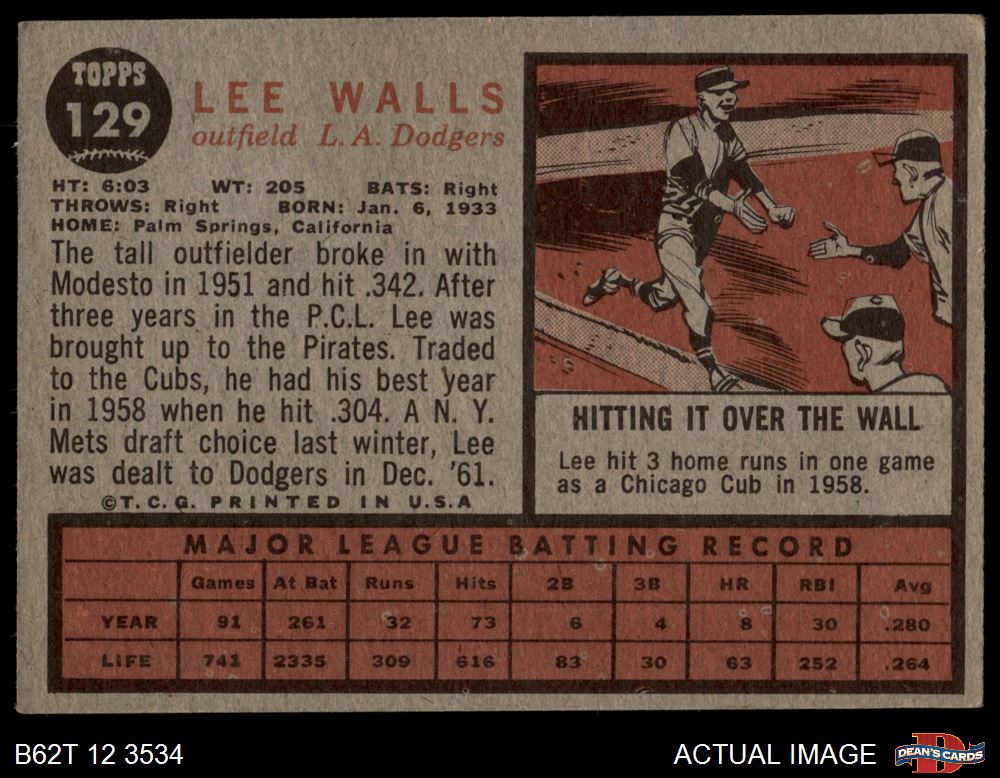 TOPPS
129
LEE WALLS
outfield L. A. Dodgers
HT: 6:03 WT: 205 BATS: Right
THROWS: Right BORN: Jan. 6, 1933
HOME: Palm Springs, California
The tall outfielder broke in with
Modesto in 1951 and hit .342. After
three years in the P.C.L. Lee was
brought up to the Pirates. Traded
to the Cubs, he had his best year
in 1958 when he hit .304. A N. Y.
Mets draft choice last winter, Lee
was dealt to Dodgers in Dec. '61.
©T. C. G. PRINTED IN U.S.A
HITTING IT OVER THE WALL
Lee hit 3 home runs in one game
as a Chicago Cub in 1958.
MAJOR LEAGUE BATTING RECORD
Games At Bat Runs Hits 2B 3B HR RBI Avg
YEAR 91 261 32 73 6 4 8 30 .280
LIFE 741 2335 309 616 83 30 63 252 .264
B62T 12 3534
ACTUAL IMAGE
DEAN'S CARDS